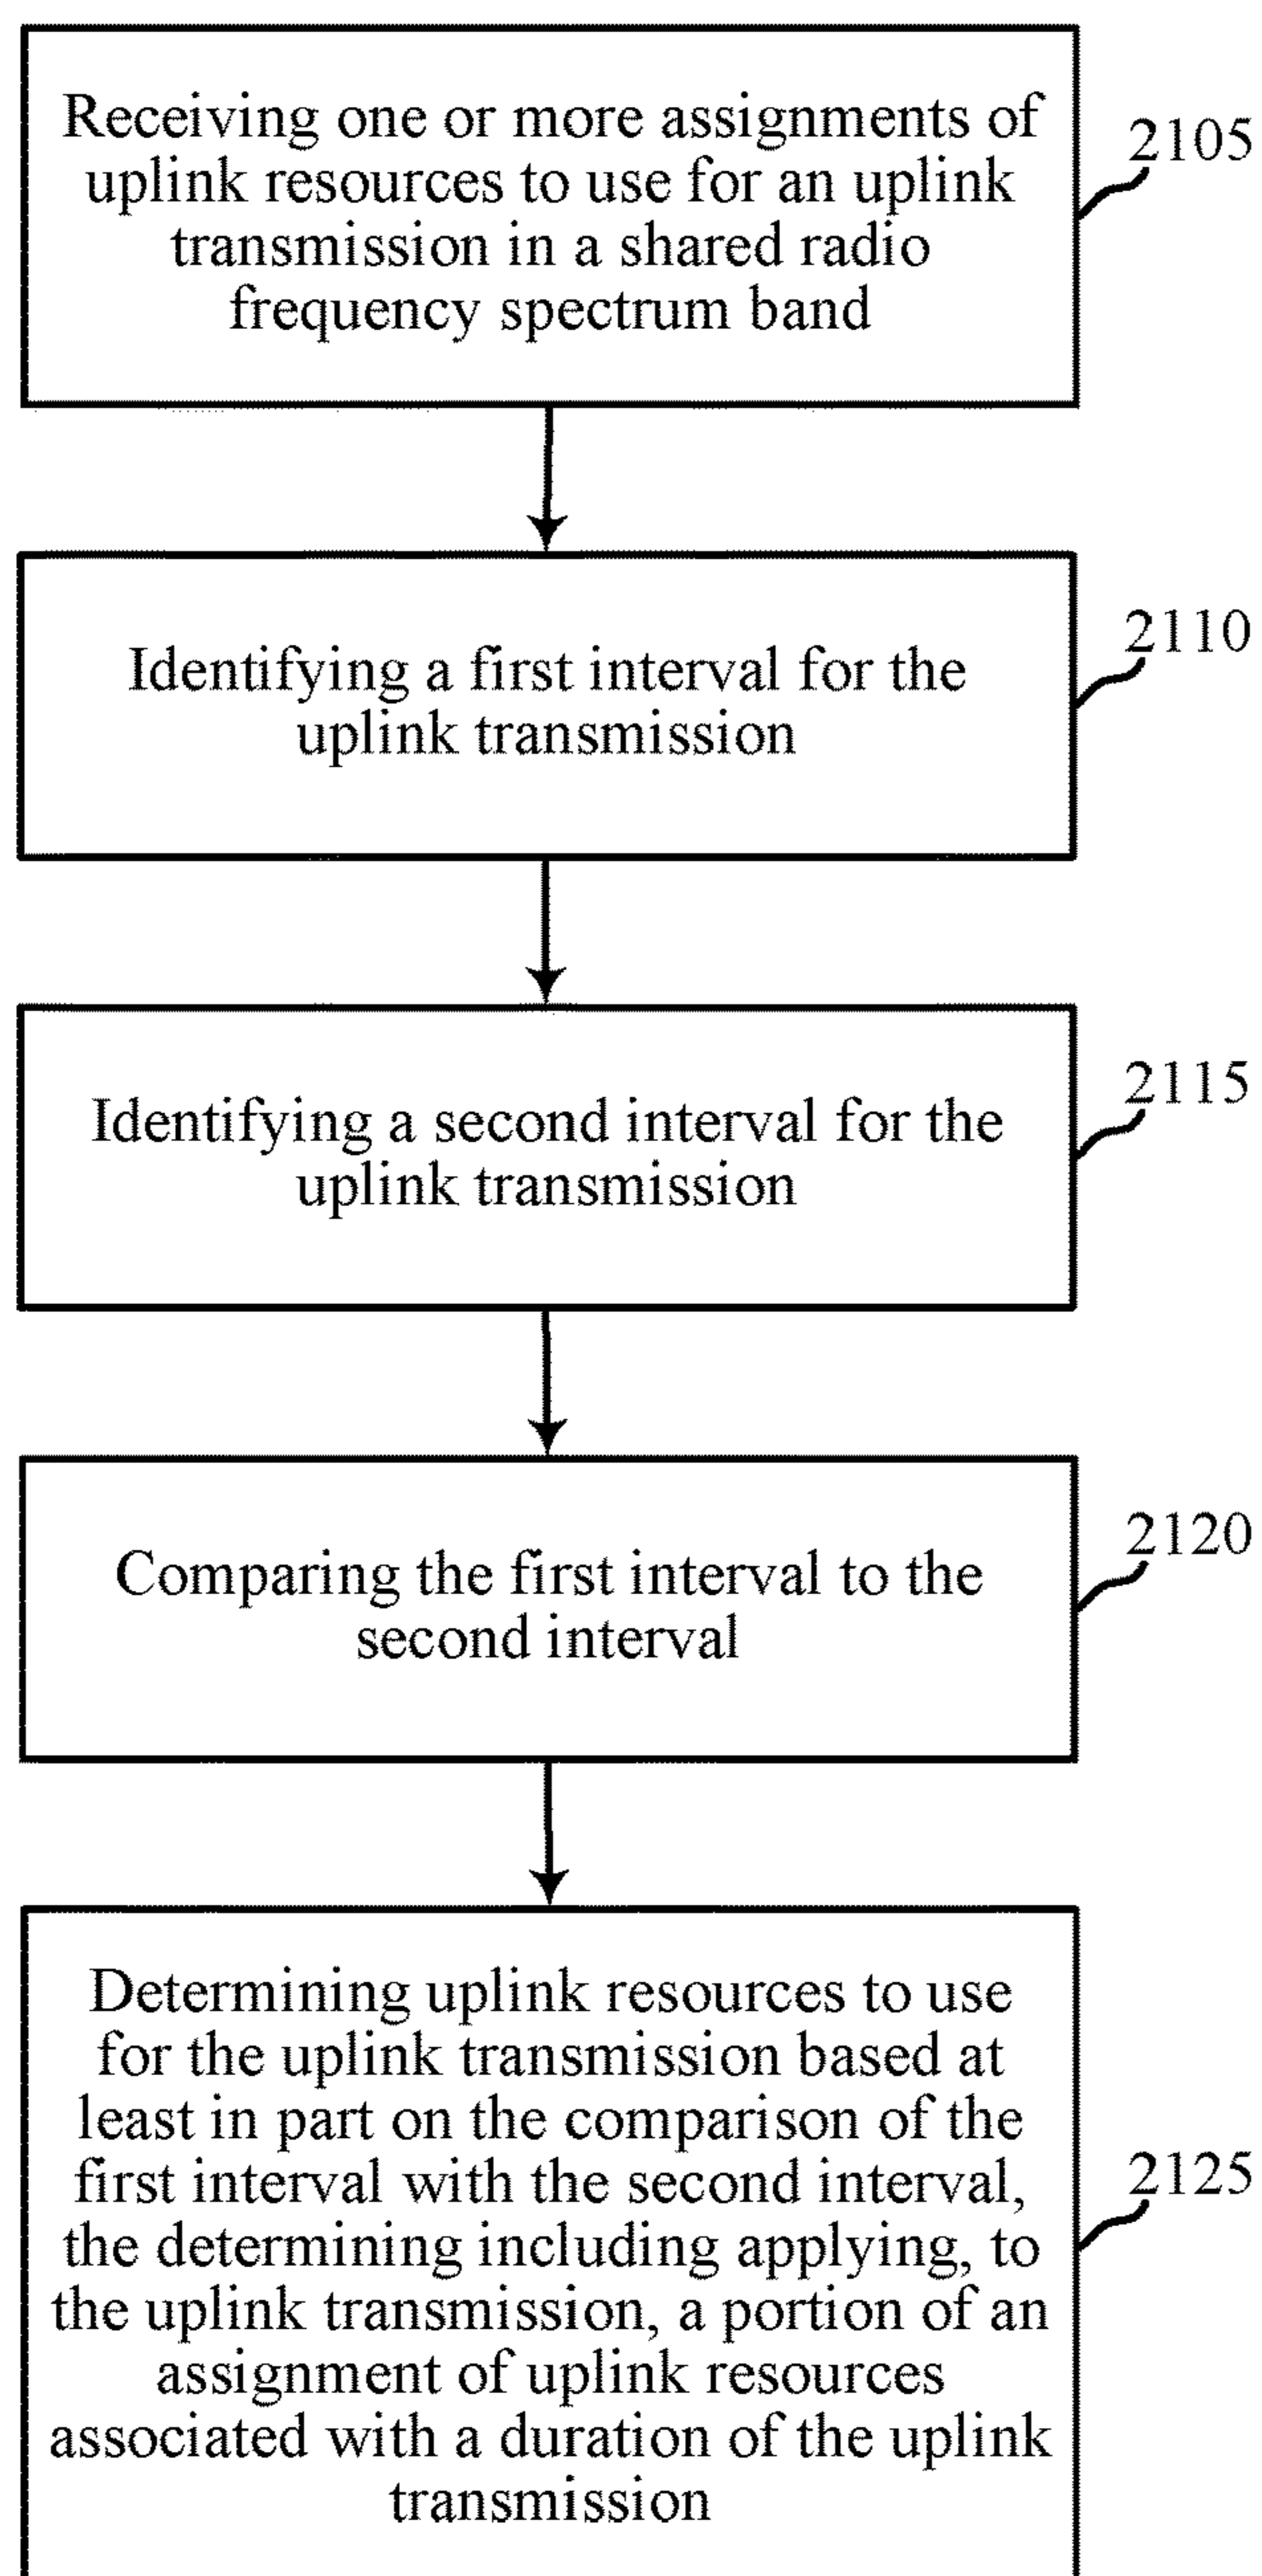 Receiving one or more assignments of
uplink resources to use for an uplink
transmission in a shared radio
frequency spectrum band
2105
Identifying a first interval for the
uplink transmission
2110
Identifying a second interval for the
uplink transmission
2115
Comparing the first interval to the
second interval
2120
Determining uplink resources to use
for the uplink transmission based at
least in part on the comparison of the
first interval with the second interval,
the determining including applying, to
the uplink transmission, a portion of an
assignment of uplink resources
associated with a duration of the uplink
transmission
2125